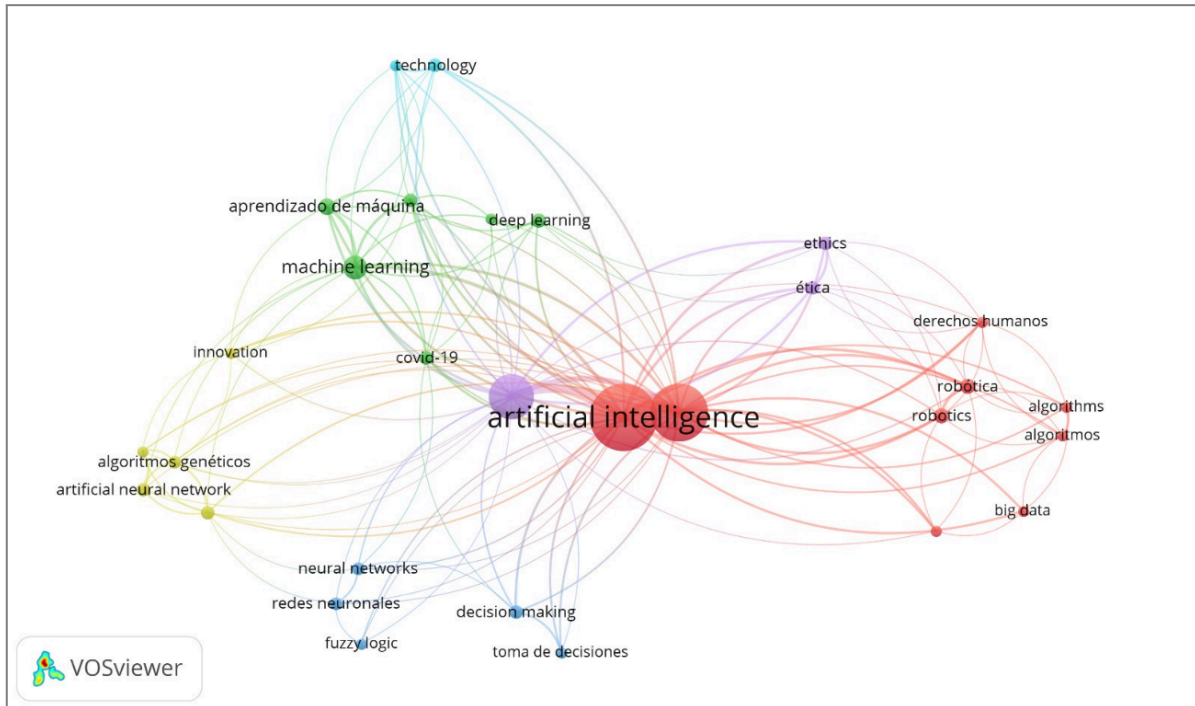 technology
aprendizado de máquina
deep learning
machine learning
ethics
ética
derechos humanos
innovation
covid-19
robótica
artificial intelligence
robotics
algorithms
algoritmos
algoritmos genéticos
artificial neural network
big data
neural networks
redes neuronales
decision making
fuzzy logic
toma de decisiones
VOSviewer